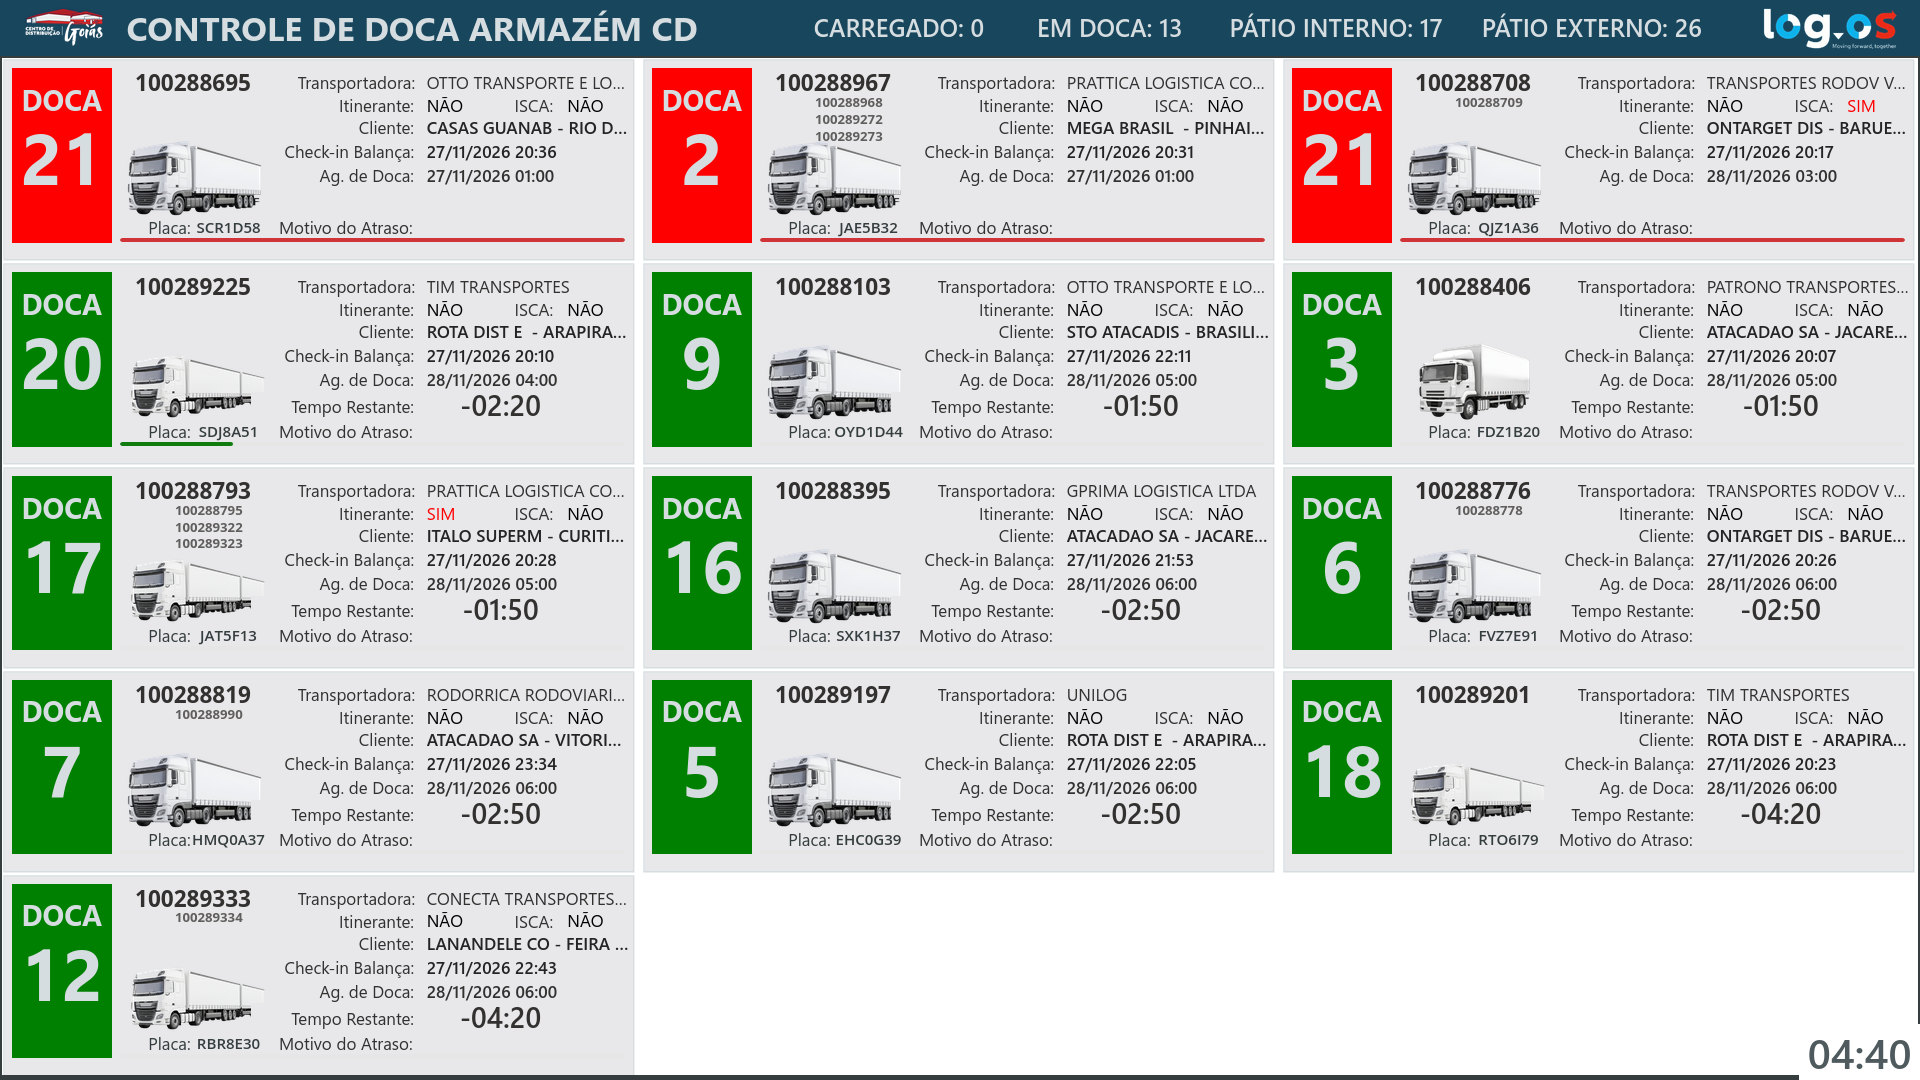 CENTRO DE DISTRIBUIÇÃO Goiás
CONTROLE DE DOCA ARMAZÉM CD
CARREGADO: 0
EM DOCA: 13
PÁTIO INTERNO: 17
PÁTIO EXTERNO: 26
log.os
Moving forward, together
DOCA
21
100288695
Transportadora: OTTO TRANSPORTE E LO...
Itinerante: NÃO ISCA: NÃO
Cliente: CASAS GUANAB - RIO D...
Check-in Balança: 27/11/2026 20:36
Ag. de Doca: 27/11/2026 01:00
Placa: SCR1D58 Motivo do Atraso:
DOCA
2
100288967
100288968
100289272
100289273
Transportadora: PRATTICA LOGISTICA CO...
Itinerante: NÃO ISCA: NÃO
Cliente: MEGA BRASIL - PINHAI...
Check-in Balança: 27/11/2026 20:31
Ag. de Doca: 27/11/2026 01:00
Placa: JAE5B32 Motivo do Atraso:
DOCA
21
100288708
100288709
Transportadora: TRANSPORTES RODOV V...
Itinerante: NÃO ISCA: SIM
Cliente: ONTARGET DIS - BARUE...
Check-in Balança: 27/11/2026 20:17
Ag. de Doca: 28/11/2026 03:00
Placa: QJZ1A36 Motivo do Atraso:
DOCA
20
100289225
Transportadora: TIM TRANSPORTES
Itinerante: NÃO ISCA: NÃO
Cliente: ROTA DIST E - ARAPIRA...
Check-in Balança: 27/11/2026 20:10
Ag. de Doca: 28/11/2026 04:00
Tempo Restante: -02:20
Placa: SDJ8A51 Motivo do Atraso:
DOCA
9
100288103
Transportadora: OTTO TRANSPORTE E LO...
Itinerante: NÃO ISCA: NÃO
Cliente: STO ATACADIS - BRASILI...
Check-in Balança: 27/11/2026 22:11
Ag. de Doca: 28/11/2026 05:00
Tempo Restante: -01:50
Placa: OYD1D44 Motivo do Atraso:
DOCA
3
100288406
Transportadora: PATRONO TRANSPORTES...
Itinerante: NÃO ISCA: NÃO
Cliente: ATACADAO SA - JACARE...
Check-in Balança: 27/11/2026 20:07
Ag. de Doca: 28/11/2026 05:00
Tempo Restante: -01:50
Placa: FDZ1B20 Motivo do Atraso:
DOCA
17
100288793
100288795
100289322
100289323
Transportadora: PRATTICA LOGISTICA CO...
Itinerante: SIM ISCA: NÃO
Cliente: ITALO SUPERM - CURITI...
Check-in Balança: 27/11/2026 20:28
Ag. de Doca: 28/11/2026 05:00
Tempo Restante: -01:50
Placa: JAT5F13 Motivo do Atraso:
DOCA
16
100288395
Transportadora: GPRIMA LOGISTICA LTDA
Itinerante: NÃO ISCA: NÃO
Cliente: ATACADAO SA - JACARE...
Check-in Balança: 27/11/2026 21:53
Ag. de Doca: 28/11/2026 06:00
Tempo Restante: -02:50
Placa: SXK1H37 Motivo do Atraso:
DOCA
6
100288776
100288778
Transportadora: TRANSPORTES RODOV V...
Itinerante: NÃO ISCA: NÃO
Cliente: ONTARGET DIS - BARUE...
Check-in Balança: 27/11/2026 20:26
Ag. de Doca: 28/11/2026 06:00
Tempo Restante: -02:50
Placa: FVZ7E91 Motivo do Atraso:
DOCA
7
100288819
100288990
Transportadora: RODORRICA RODOVIARI...
Itinerante: NÃO ISCA: NÃO
Cliente: ATACADAO SA - VITORI...
Check-in Balança: 27/11/2026 23:34
Ag. de Doca: 28/11/2026 06:00
Tempo Restante: -02:50
Placa: HMQ0A37 Motivo do Atraso:
DOCA
5
100289197
Transportadora: UNILOG
Itinerante: NÃO ISCA: NÃO
Cliente: ROTA DIST E - ARAPIRA...
Check-in Balança: 27/11/2026 22:05
Ag. de Doca: 28/11/2026 06:00
Tempo Restante: -02:50
Placa: EHC0G39 Motivo do Atraso:
DOCA
18
100289201
Transportadora: TIM TRANSPORTES
Itinerante: NÃO ISCA: NÃO
Cliente: ROTA DIST E - ARAPIRA...
Check-in Balança: 27/11/2026 20:23
Ag. de Doca: 28/11/2026 06:00
Tempo Restante: -04:20
Placa: RTO6I79 Motivo do Atraso:
DOCA
12
100289333
100289334
Transportadora: CONECTA TRANSPORTES...
Itinerante: NÃO ISCA: NÃO
Cliente: LANANDELE CO - FEIRA ...
Check-in Balança: 27/11/2026 22:43
Ag. de Doca: 28/11/2026 06:00
Tempo Restante: -04:20
Placa: RBR8E30 Motivo do Atraso:
04:40